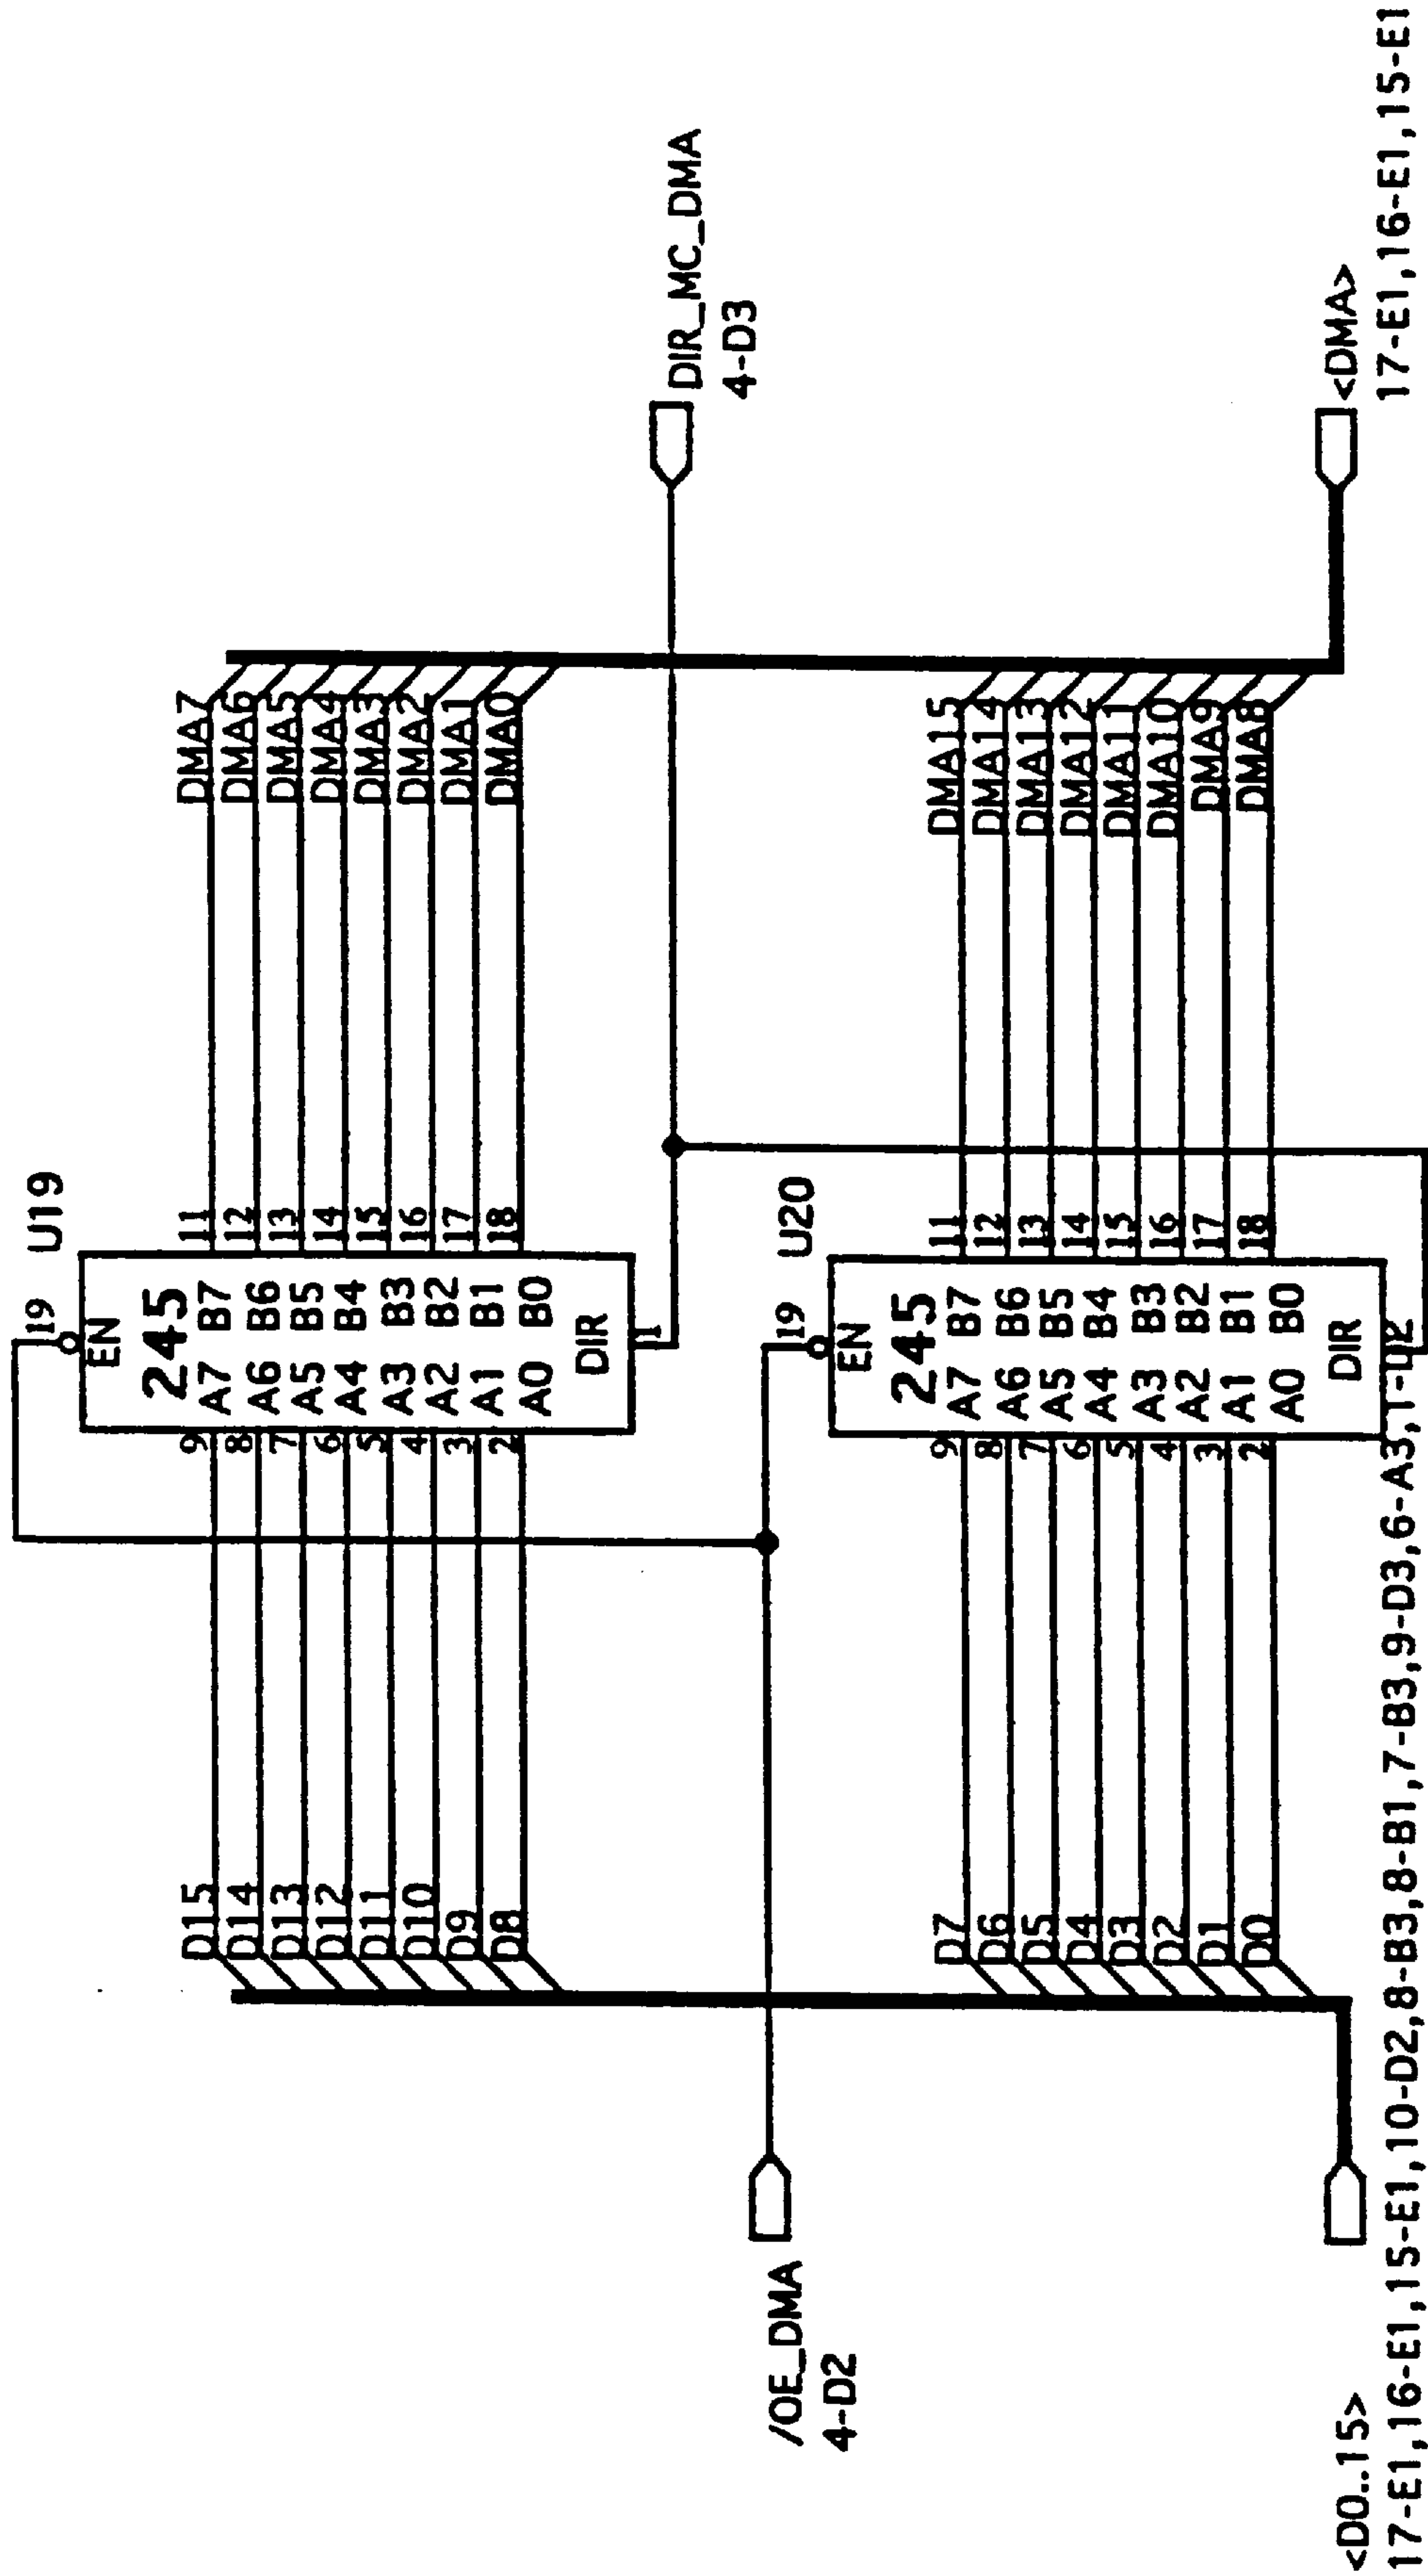 U19
19
EN
245
9 A7 B7 11
8 A6 B6 12
7 A5 B5 13
6 A4 B4 14
5 A3 B3 15
4 A2 B2 16
3 A1 B1 17
2 A0 B0 18
DIR
1
D15
D14
D13
D12
D11
D10
D9
D8
DMA7
DMA6
DMA5
DMA4
DMA3
DMA2
DMA1
DMA0
DIR_MC_DMA
4-D3
/OE_DMA
4-D2
U20
19
EN
245
9 A7 B7 11
8 A6 B6 12
7 A5 B5 13
6 A4 B4 14
5 A3 B3 15
4 A2 B2 16
3 A1 B1 17
2 A0 B0 18
DIR
D7
D6
D5
D4
D3
D2
D1
D0
DMA15
DMA14
DMA13
DMA12
DMA11
DMA10
DMA9
DMA8
<D0..15>
17-E1,16-E1,15-E1,10-D2,8-B3,8-B1,7-B3,9-D3,6-A3,
<DMA>
17-E1,16-E1,15-E1